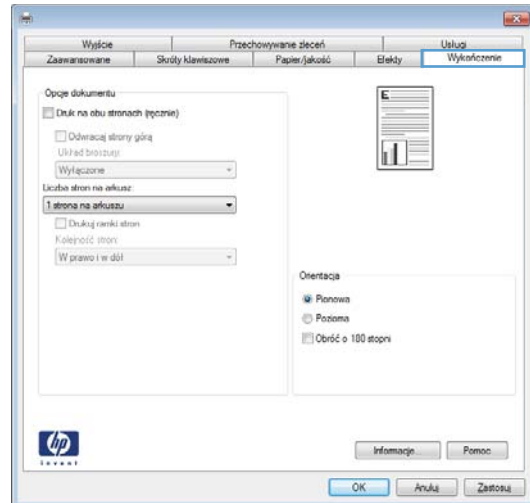 Wyjście Przechowywanie zleceń Usługi
Zaawansowane Skróty klawiszowe Papier/jakość Efekty Wykończenie
Opcje dokumentu
Druk na obu stronach (ręcznie)
Odwracaj strony górą
Układ broszury:
Wyłączone
Liczba stron na arkusz:
1 strona na arkuszu
Drukuj ramki stron
Kolejność stron:
W prawo i w dół
E
Orientacja
Pionowa
Pozioma
Obróć o 180 stopni
hp
invent
Informacje... Pomoc
OK Anuluj Zastosuj